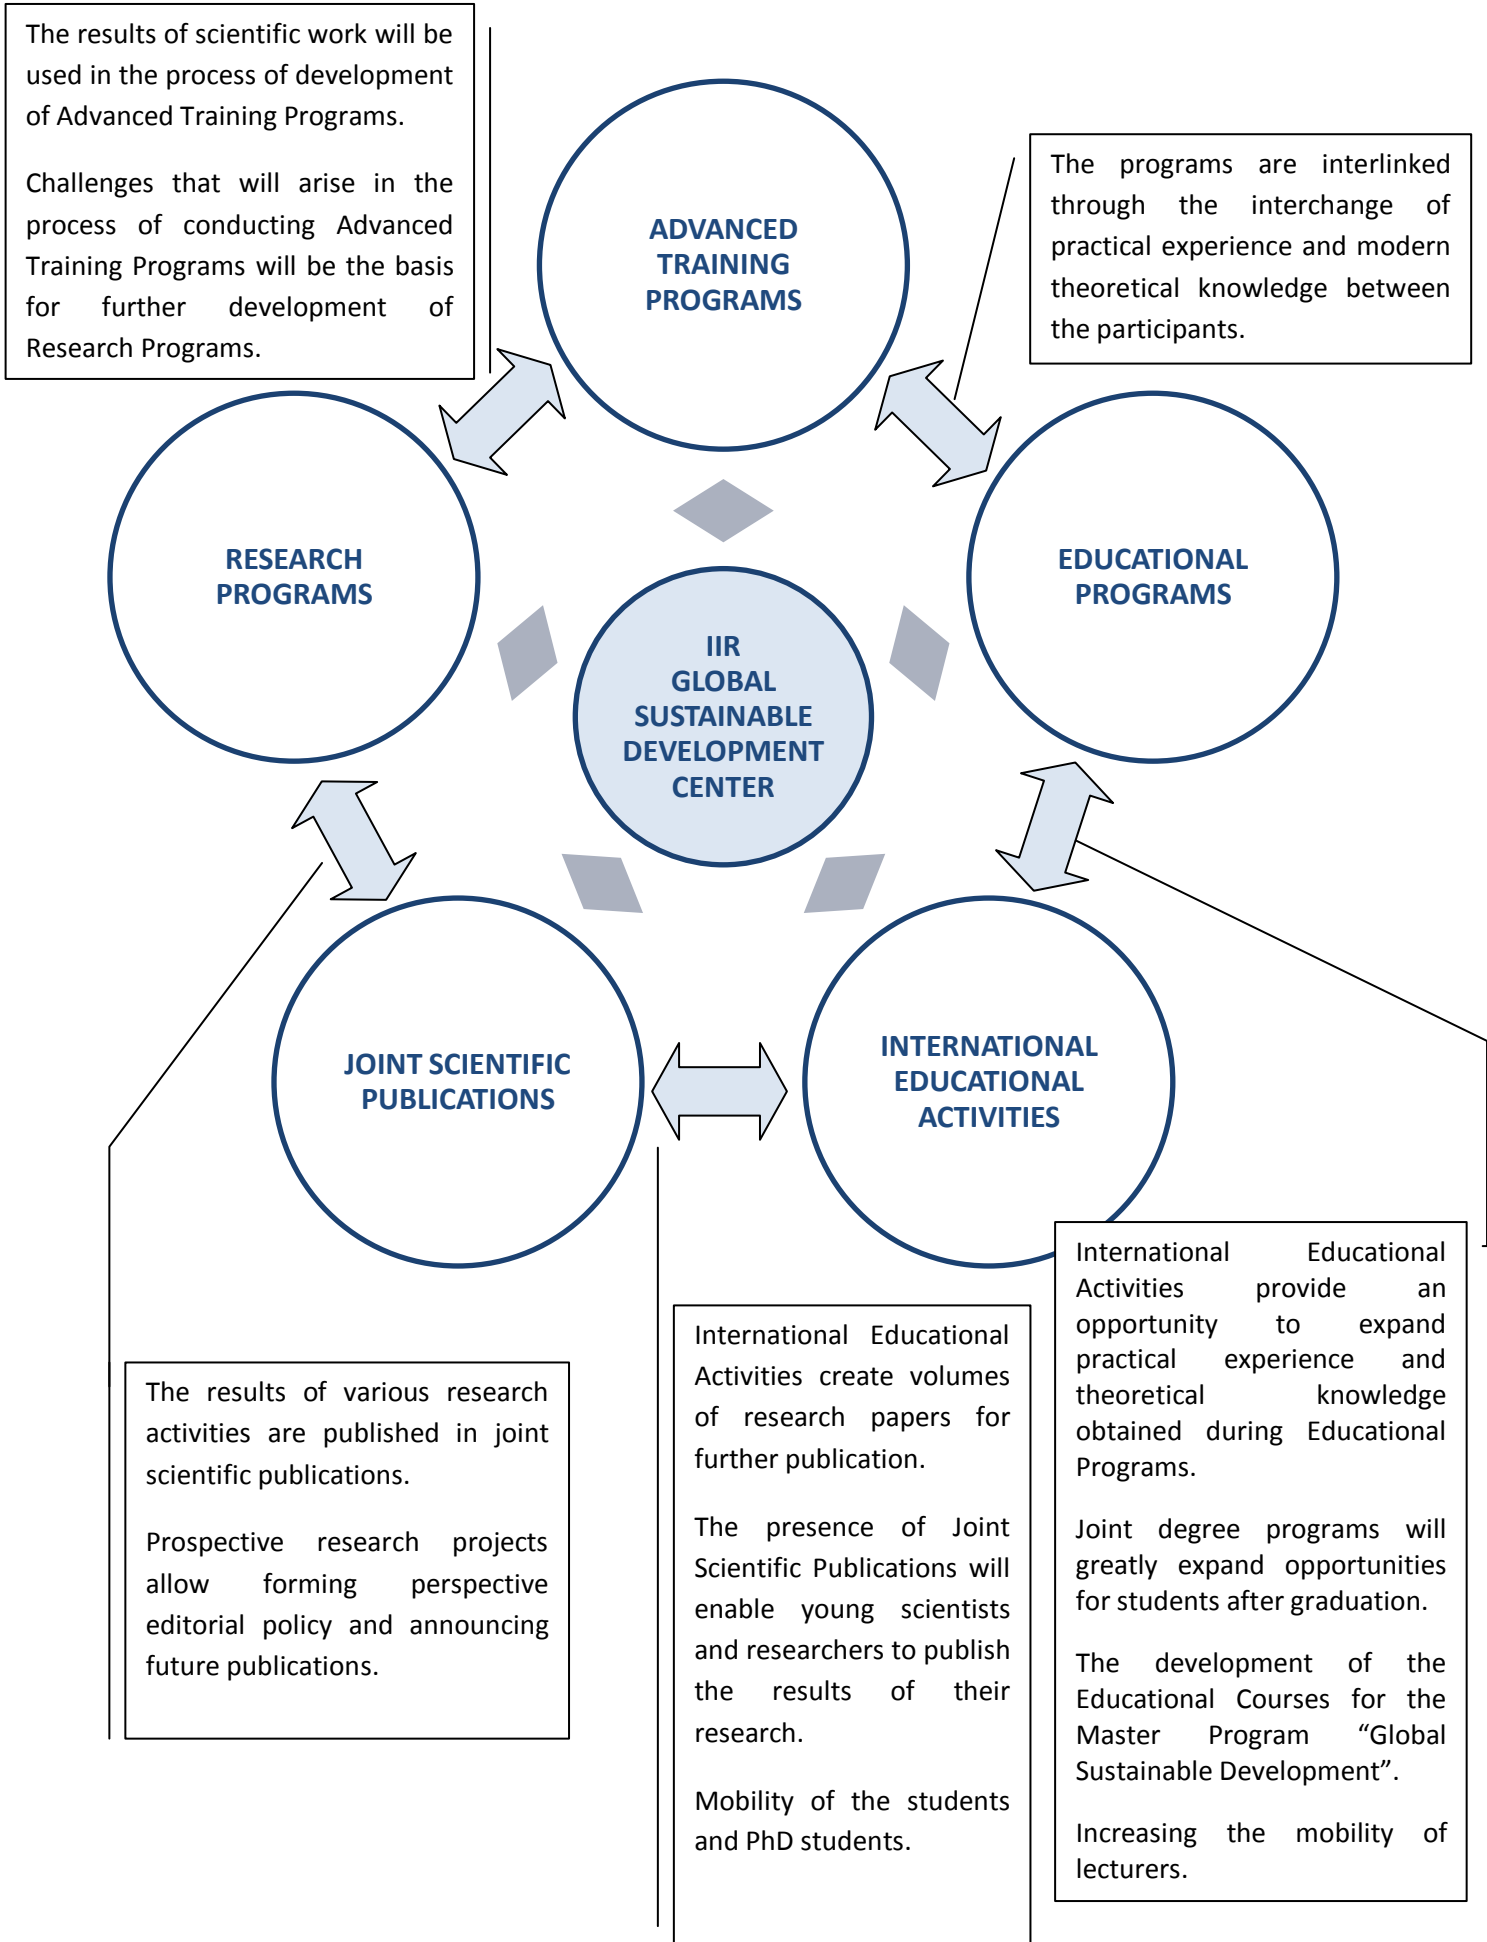 The results of scientific work will be
used in the process of development
of Advanced Training Programs.
Challenges that will arise in the
process of conducting Advanced
Training Programs will be the basis
for further development of
Research Programs.
ADVANCED
TRAINING
PROGRAMS
The programs are interlinked
through the interchange of
practical experience and modern
theoretical knowledge between
the participants.
RESEARCH
PROGRAMS
EDUCATIONAL
PROGRAMS
IIR
GLOBAL
SUSTAINABLE
DEVELOPMENT
CENTER
JOINT SCIENTIFIC
PUBLICATIONS
INTERNATIONAL
EDUCATIONAL
ACTIVITIES
The results of various research
activities are published in joint
scientific publications.
Prospective research projects
allow forming perspective
editorial policy and announcing
future publications.
International Educational
Activities create volumes
of research papers for
further publication.
The presence of Joint
Scientific Publications will
enable young scientists
and researchers to publish
the results of their
research.
Mobility of the students
and PhD students.
International Educational
Activities provide an
opportunity to expand
practical experience and
theoretical knowledge
obtained during Educational
Programs.
Joint degree programs will
greatly expand opportunities
for students after graduation.
The development of the
Educational Courses for the
Master Program “Global
Sustainable Development”.
Increasing the mobility of
lecturers.